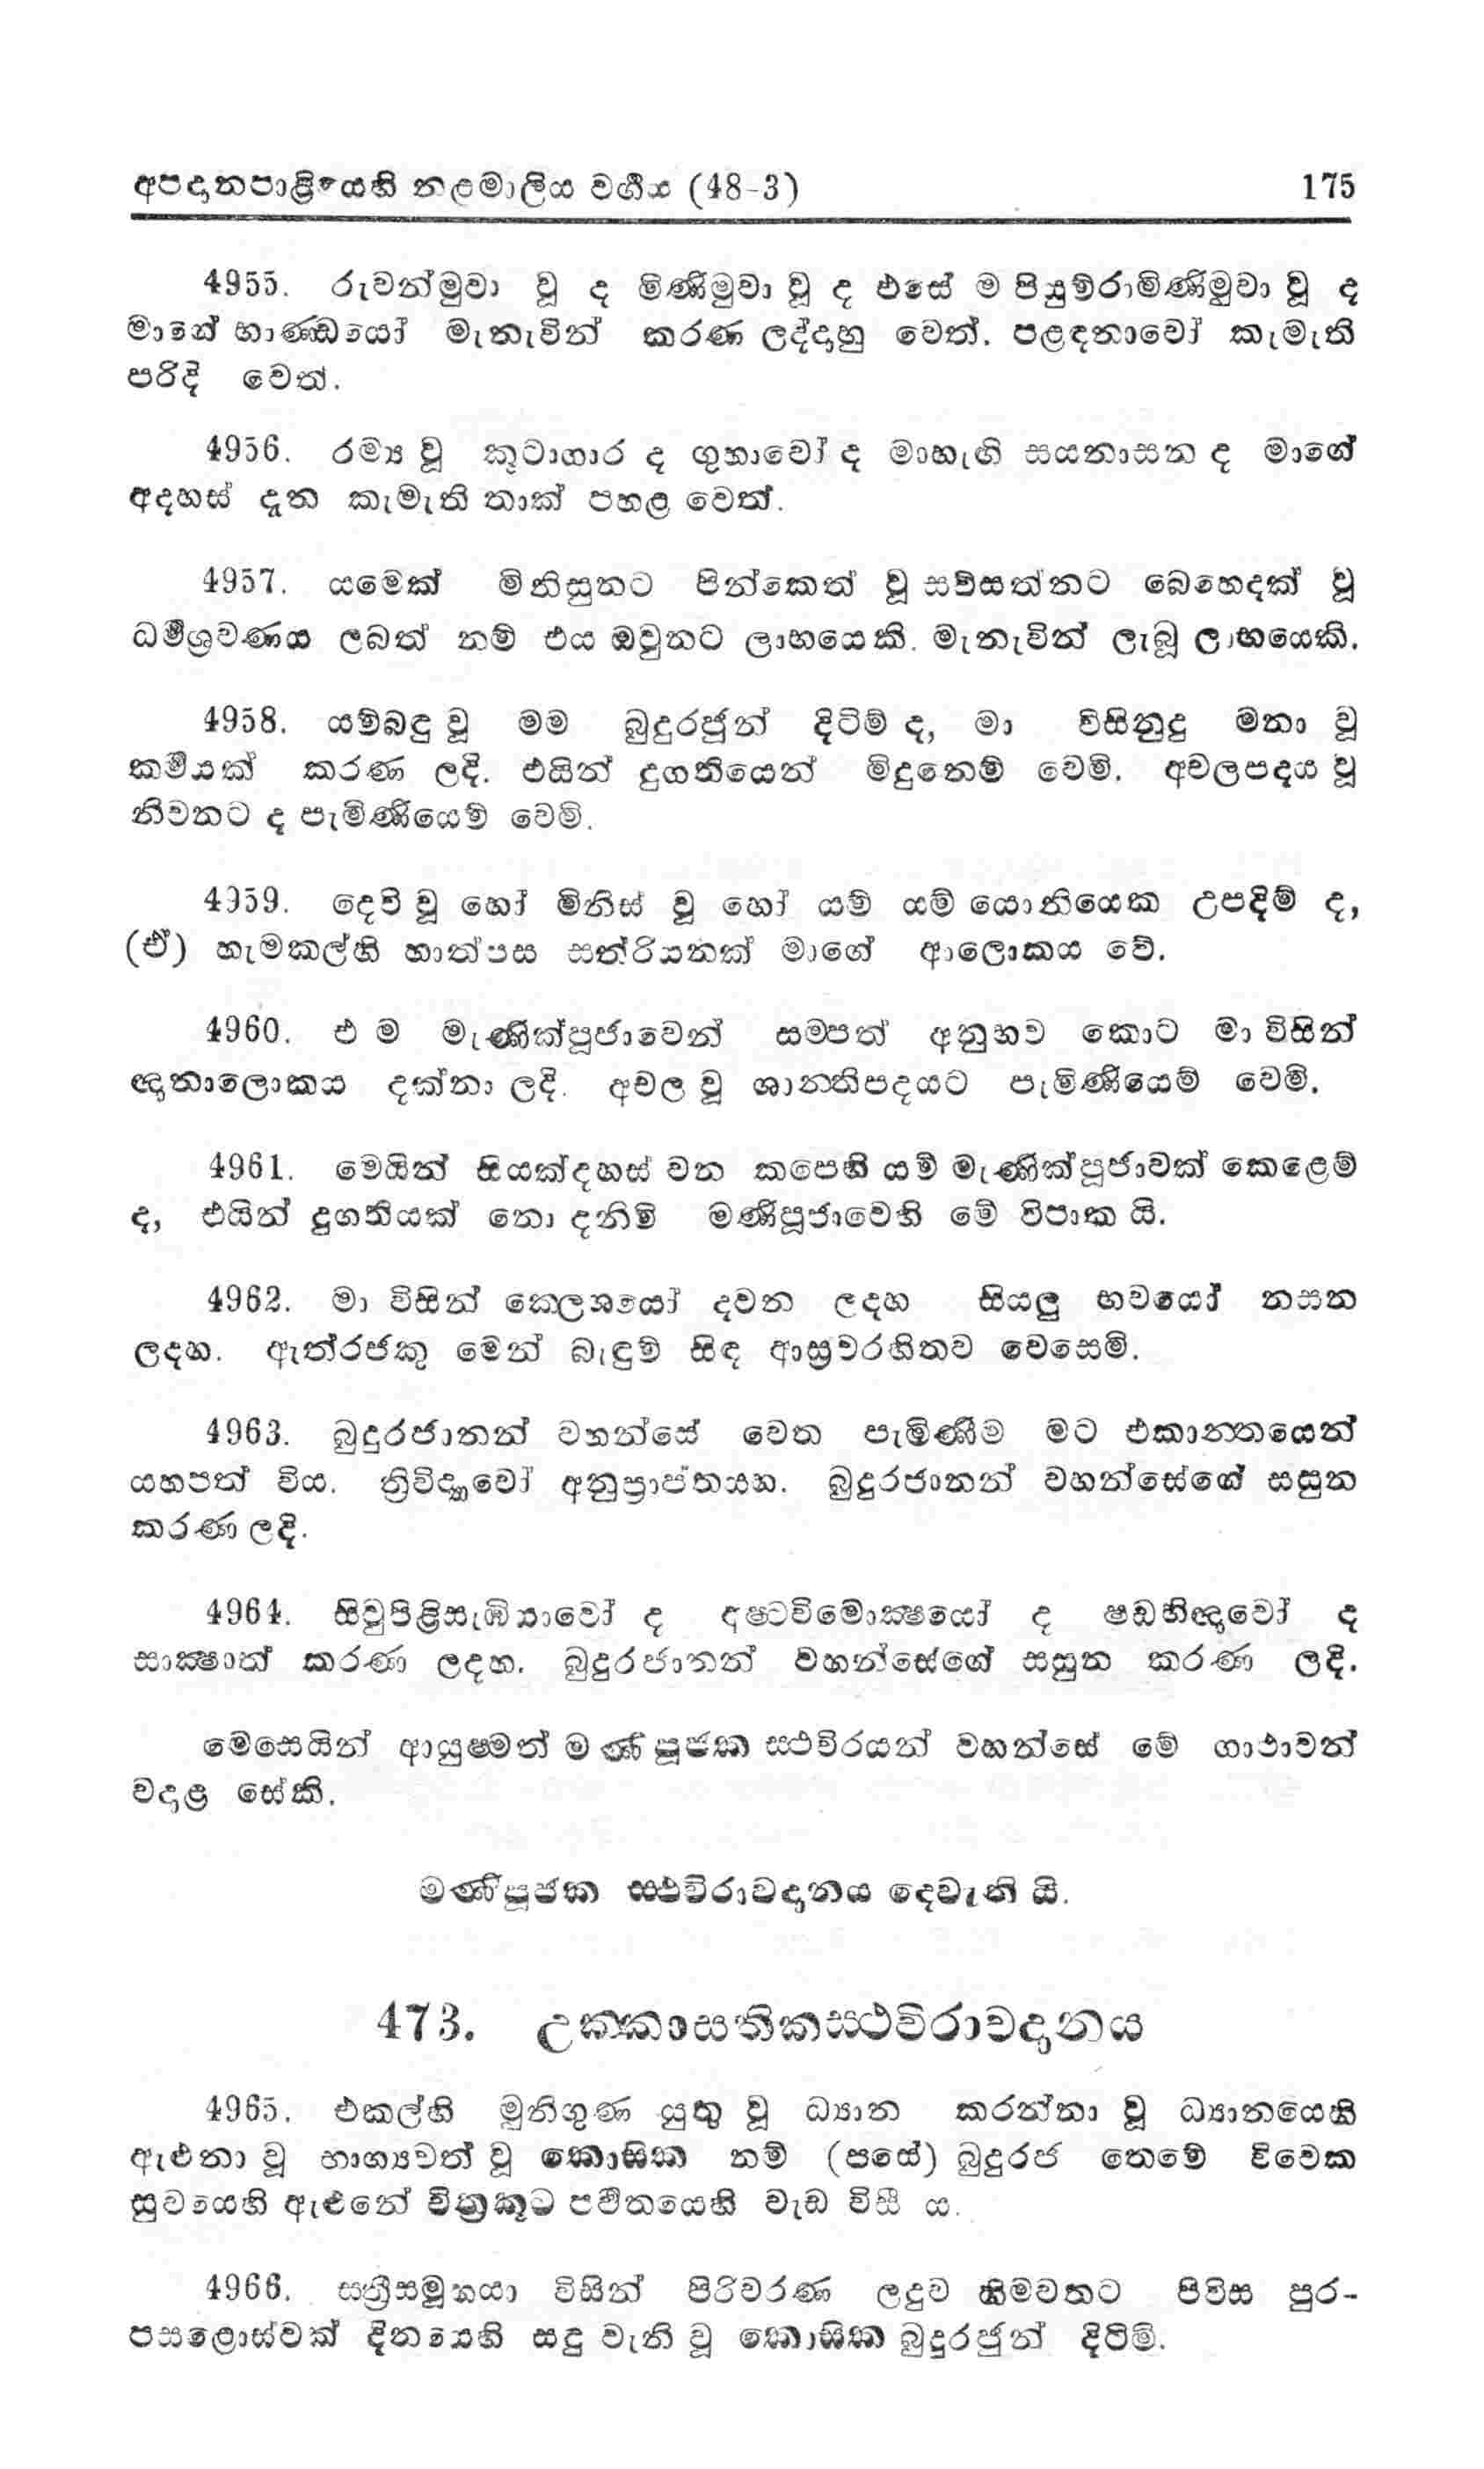 අපදානපාළියෙහි නළමාලිය වර්‍ගය (48-3) 175
4955. රුවන්මුවා වූ ද මිණිමුවා වූ ද එසේ ම පියුම්රාමිණිමුවා වූ ද
මාගේ භාණ්ඩයෝ මැනැවින් කරණ ලද්දාහු වෙත්. පළඳනාවෝ කැමැති
පරිදි වෙත්.
4956. රම්‍ය වූ කූටාගාර ද ගුහාවෝ ද මාහැඟි සයනාසන ද මාගේ
අදහස් දැන කැමැති තාක් පහළ වෙත්.
4957. යමෙක් මිනිසුනට පින්කෙත් වූ සව්සත්නට බෙහෙදක් වූ
ධර්‍මශ්‍රවණය ලබත් නම් එය ඔවුනට ලාභයෙකි. මැනැවින් ලැබූ ලාභයෙකි.
4958. යම්බඳු වූ මම බුදුරජුන් දිටිම් ද, මා විසිනුදු මනා වූ
කර්‍මයක් කරණ ලදි. එයින් දුගතියෙන් මිදුනෙම් වෙමි. අචලපදය වූ
නිවනට ද පැමිණියෙම් වෙමි.
4959. දෙව් වූ හෝ මිනිස් වූ හෝ යම් යම් යොනියෙක උපදිම් ද,
(ඒ) හැමකල්හි හාත්පස සත්රියනක් මාගේ ආලොකය වේ.
4960. එ ම මැණික්පූජාවෙන් සම්පත් අනුභව කොට මා විසින්
ඥානාලොකය දක්නා ලදි. අචල වූ ශාන්තිපදයට පැමිණියෙම් වෙමි.
4961. මෙයින් සියක්දහස් වන කපෙහි යම් මැණික්පූජාවක් කෙළෙම්
ද, එයින් දුගතියක් නො දනිමි මණිපූජාවෙහි මේ විපාක යි.
4962. මා විසින් කෙලශයෝ දවන ලදහ සියලු භවයෝ නසන
ලදහ. ඇත්රජකු මෙන් බැඳුම් සිඳ ආස්‍රවරහිතව වෙසෙමි.
4963. බුදුරජානන් වහන්සේ වෙත පැමිණීම මට එකාන්තයෙන්
යහපත් විය. ත්‍රිවිද්‍යාවෝ අනුප්‍රාප්තයහ. බුදුරජානන් වහන්සේගේ සසුන
කරණ ලදි.
4964. සිවුපිළිසැඹියාවෝ ද අෂ්ටවිමොක්‍ෂයෝ ද ෂඩභිඥාවෝ ද
සාක්‍ෂාත් කරණ ලදහ. බුදුරජානන් වහන්සේගේ සසුන කරණ ලදි.
මෙසෙයින් ආයුෂ්මත් මණිපූජක ස්ථවිරයන් වහන්සේ මේ ගාථාවන්
වදාළ සේකි.
මණිපූජක ස්ථවිරාවදානය දෙවැනි යි.
473. උක්කාසතිකස්ථවිරාවදානය
4965. එකල්හි මුනිගුණ යුතු වූ ධ්‍යාන කරන්නා වූ ධ්‍යානයෙහි
ඇළුනා වූ භාග්‍යවත් වූ කොසික නම් (පසේ) බුදුරජ තෙමේ විවෙක
සුවයෙහි ඇළුනේ චිත්‍රකූට පර්‍වතයෙහි වැඩ විසී ය.
4966. ස්ත්‍රීසමූහයා විසින් පිරිවරණ ලදුව හිමවතට පිවිස පුර-
පසළොස්වක් දිනයෙහි සඳු වැනි වූ කොසික බුදුරජුන් දිටිමි.